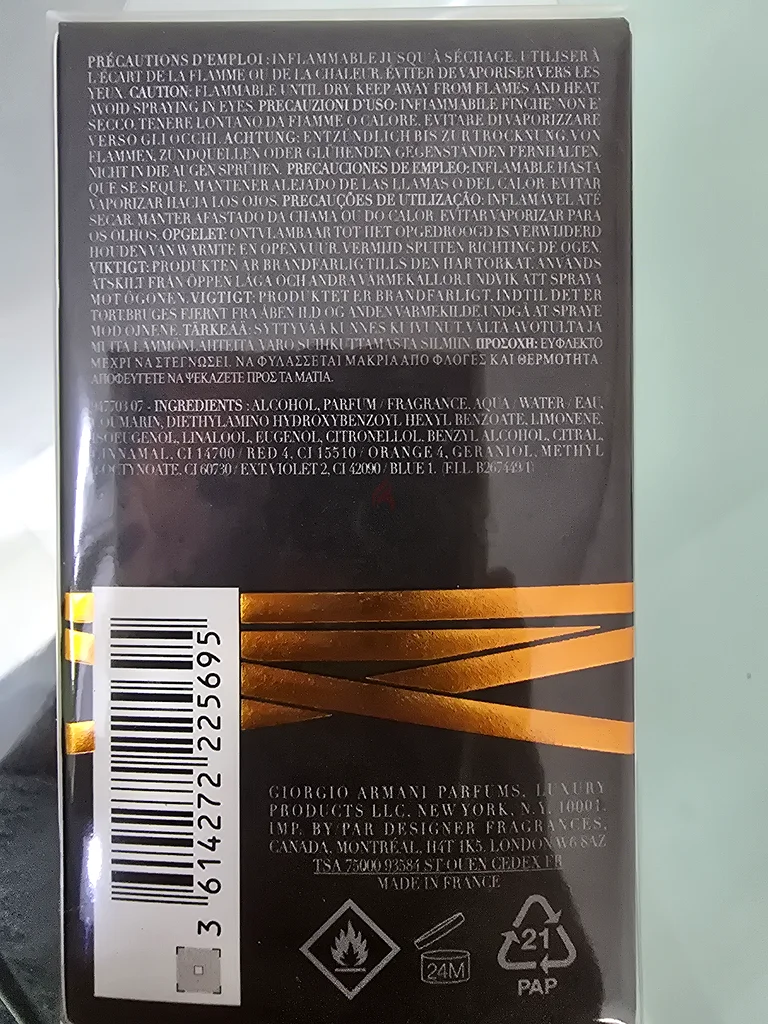 PRÉCAUTIONS D'EMPLOI : INFLAMMABLE JUSQU'À SÉCHAGE. UTILISER À
L'ÉCART DE LA FLAMME OU DE LA CHALEUR. ÉVITER DE VAPORISER VERS LES
YEUX. CAUTION: FLAMMABLE UNTIL DRY. KEEP AWAY FROM FLAMES AND HEAT.
AVOID SPRAYING IN EYES. PRECAUZIONI D'USO: INFIAMMABILE FINCHE' NON E'
SECCO. TENERE LONTANO DA FIAMME O CALORE. EVITARE DI VAPORIZZARE
VERSO GLI OCCHI. ACHTUNG: ENTZÜNDLICH BIS ZUR TROCKNUNG. VON
FLAMMEN, ZÜNDQUELLEN ODER GLÜHENDEN GEGENSTÄNDEN FERNHALTEN.
NICHT IN DIE AUGEN SPRÜHEN. PRECAUCIONES DE EMPLEO: INFLAMABLE HASTA
QUE SE SEQUE. MANTENER ALEJADO DE LAS LLAMAS O DEL CALOR. EVITAR
VAPORIZAR HACIA LOS OJOS. PRECAUÇÕES DE UTILIZAÇÃO: INFLAMÁVEL ATÉ
SECAR. MANTER AFASTADO DA CHAMA OU DO CALOR. EVITAR VAPORIZAR PARA
OS OLHOS. OPGELET: ONTVLAMBAAR TOT HET OPGEDROOGD IS. VERWIJDERD
HOUDEN VAN WARMTE EN OPEN VUUR. VERMIJD SPUITEN RICHTING DE OGEN.
VIKTIGT: PRODUKTEN ÄR BRANDFARLIG TILLS DEN HAR TORKAT. ANVÄNDS
ÅTSKILT FRÅN ÖPPEN LÅGA OCH ANDRA VÄRMEKÄLLOR. UNDVIK ATT SPRAYA
MOT ÖGONEN. VIGTIGT: PRODUKTET ER BRANDFARLIGT, INDTIL DET ER
TØRT. BRUGES FJERNT FRA ÅBEN ILD OG ANDEN VARMEKILDE. UNDGÅ AT SPRAYE
MOD ØJNENE. TÄRKEÄÄ: SYTTYVÄÄ KUNNES KUIVUNUT. VÄLTÄ AVOTULTA JA
MUITA LÄMMÖNLÄHTEITÄ. VARO SUIHKUTTAMASTA SILMIIN. ΠΡΟΣΟΧΗ: ΕΥΦΛΕΚΤΟ
ΜΕΧΡΙ ΝΑ ΣΤΕΓΝΩΣΕΙ. ΝΑ ΦΥΛΑΣΣΕΤΑΙ ΜΑΚΡΙΑ ΑΠΟ ΦΛΟΓΕΣ ΚΑΙ ΘΕΡΜΟΤΗΤΑ.
ΑΠΟΦΕΥΓΕΤΕ ΝΑ ΨΕΚΑΖΕΤΕ ΠΡΟΣ ΤΑ ΜΑΤΙΑ.
07 - INGREDIENTS : ALCOHOL, PARFUM / FRAGRANCE, AQUA / WATER / EAU,
COUMARIN, DIETHYLAMINO HYDROXYBENZOYL HEXYL BENZOATE, LIMONENE,
ISOEUGENOL, LINALOOL, EUGENOL, CITRONELLOL, BENZYL ALCOHOL, CITRAL,
CINNAMAL, CI 14700 / RED 4, CI 15510 / ORANGE 4, GERANIOL, METHYL
2-OCTYNOATE, CI 60730 / EXT. VIOLET 2, CI 42090 / BLUE 1. (F.I.L. B267449/1)
3 614272 225695
GIORGIO ARMANI PARFUMS, LUXURY
PRODUCTS LLC, NEW YORK, N.Y. 10001.
IMP. BY PAR DESIGNER FRAGRANCES,
CANADA, MONTRÉAL, H4T 1K5. LONDON W6 8AZ
TSA 75000 93584 ST OUEN CEDEX FR
MADE IN FRANCE
24M
21
PAP